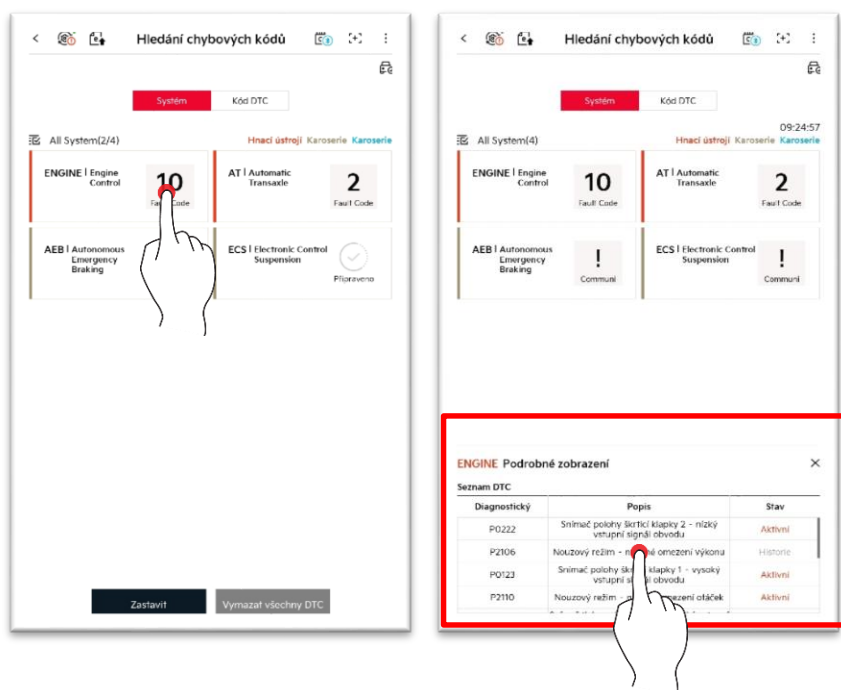 Hledání chybových kódů
Systém
Kód DTC
All System(2/4)
Hnací ústrojí Karoserie Karoserie
ENGINE | Engine
Control
10
Fault Code
AT | Automatic
Transaxle
2
Fault Code
AEB | Autonomous
Emergency
Braking
ECS | Electronic Control
Suspension
Připraveno
Zastavit
Vymazat všechny DTC
Hledání chybových kódů
Systém
Kód DTC
09:24:57
All System(4)
Hnací ústrojí Karoserie Karoserie
ENGINE | Engine
Control
10
Fault Code
AT | Automatic
Transaxle
2
Fault Code
AEB | Autonomous
Emergency
Braking
!
Communi
ECS | Electronic Control
Suspension
!
Communi
ENGINE Podrobné zobrazení
Seznam DTC
Diagnostický Popis Stav
P0222 Snímač polohy škrticí klapky 2 - nízký
vstupní signál obvodu Aktivní
P2106 Nouzový režim - omezení výkonu Historie
P0123 Snímač polohy klapky 1 - vysoký
vstupní obvodu Aktivní
P2110 Nouzový režim - omezení otáček Aktivní